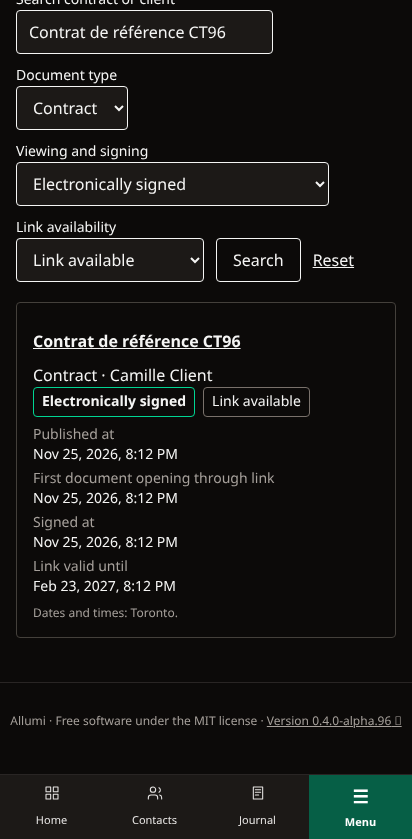 Search contract or client
Contrat de référence CT96
Document type
Contract
Viewing and signing
Electronically signed
Link availability
Link available Search Reset
Contrat de référence CT96
Contract · Camille Client
Electronically signed Link available
Published at
Nov 25, 2026, 8:12 PM
First document opening through link
Nov 25, 2026, 8:12 PM
Signed at
Nov 25, 2026, 8:12 PM
Link valid until
Feb 23, 2027, 8:12 PM
Dates and times: Toronto.
Allumi · Free software under the MIT license · Version 0.4.0-alpha.96
Home Contacts Journal Menu